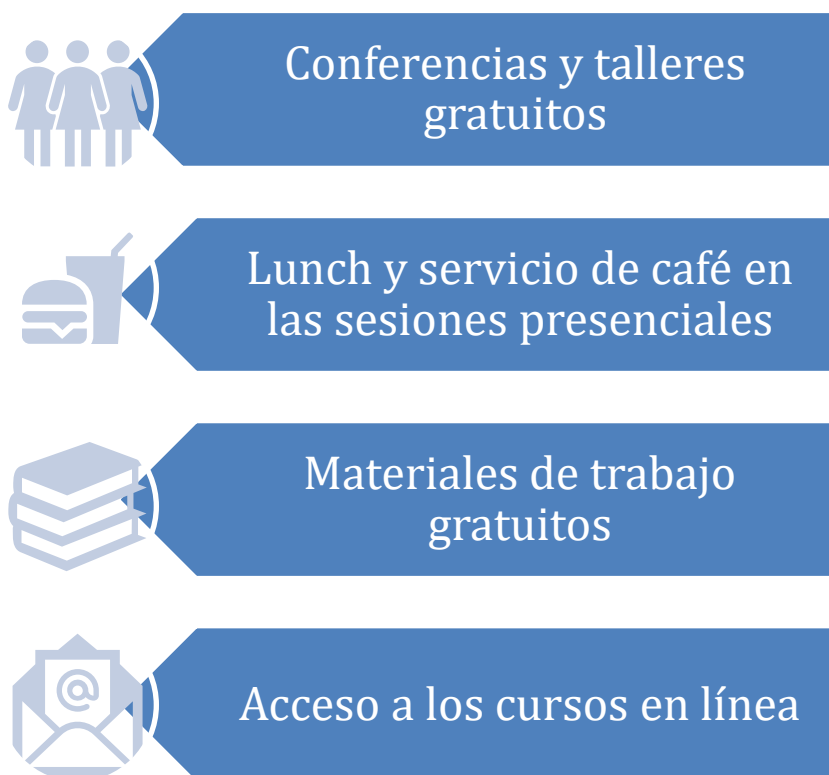 Conferencias y talleres
gratuitos
Lunch y servicio de café en
las sesiones presenciales
Materiales de trabajo
gratuitos
@
Acceso a los cursos en línea